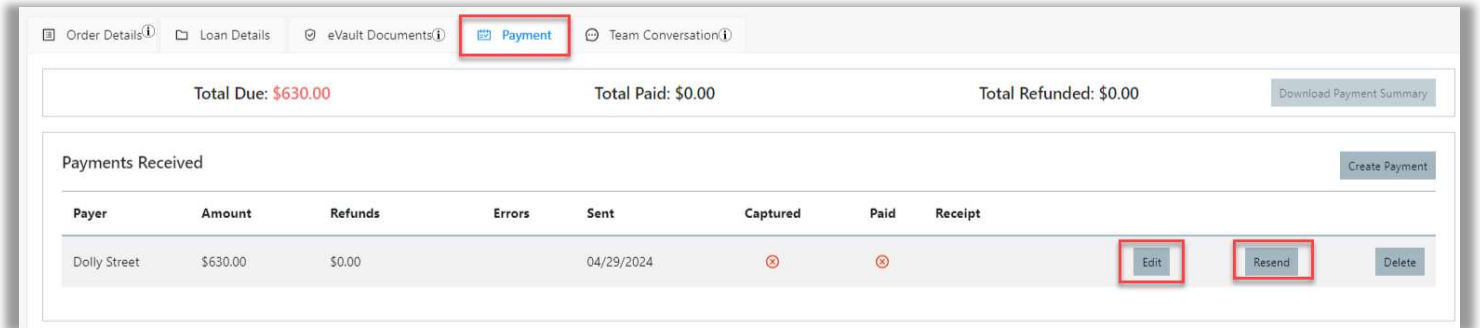 Order Details Loan Details eVault Documents Payment Team Conversation
Total Due: $630.00 Total Paid: $0.00 Total Refunded: $0.00 Download Payment Summary
Payments Received Create Payment
Payer Amount Refunds Errors Sent Captured Paid Receipt
Dolly Street $630.00 $0.00 04/29/2024 Edit Resend Delete